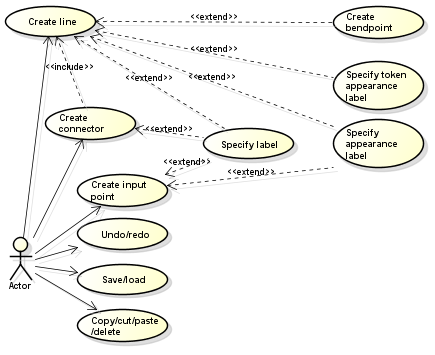 Create line
<<extend>>
Create
bendpoint
<<extend>>
<<include>>
<<extend>>
<<extend>>
Specify token
appearance
label
Create
connector
<<extend>>
Specify label
Specify
appearance
label
<<extend>>
<<extend>>
Create input
point
Undo/redo
Actor
Save/load
Copy/cut/paste
/delete